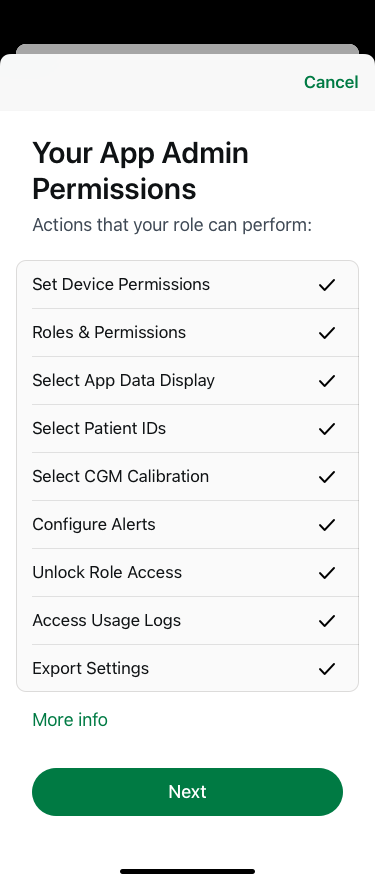 Cancel
Your App Admin
Permissions
Actions that your role can perform:
Set Device Permissions
Roles & Permissions
Select App Data Display
Select Patient IDs
Select CGM Calibration
Configure Alerts
Unlock Role Access
Access Usage Logs
Export Settings
More info
Next